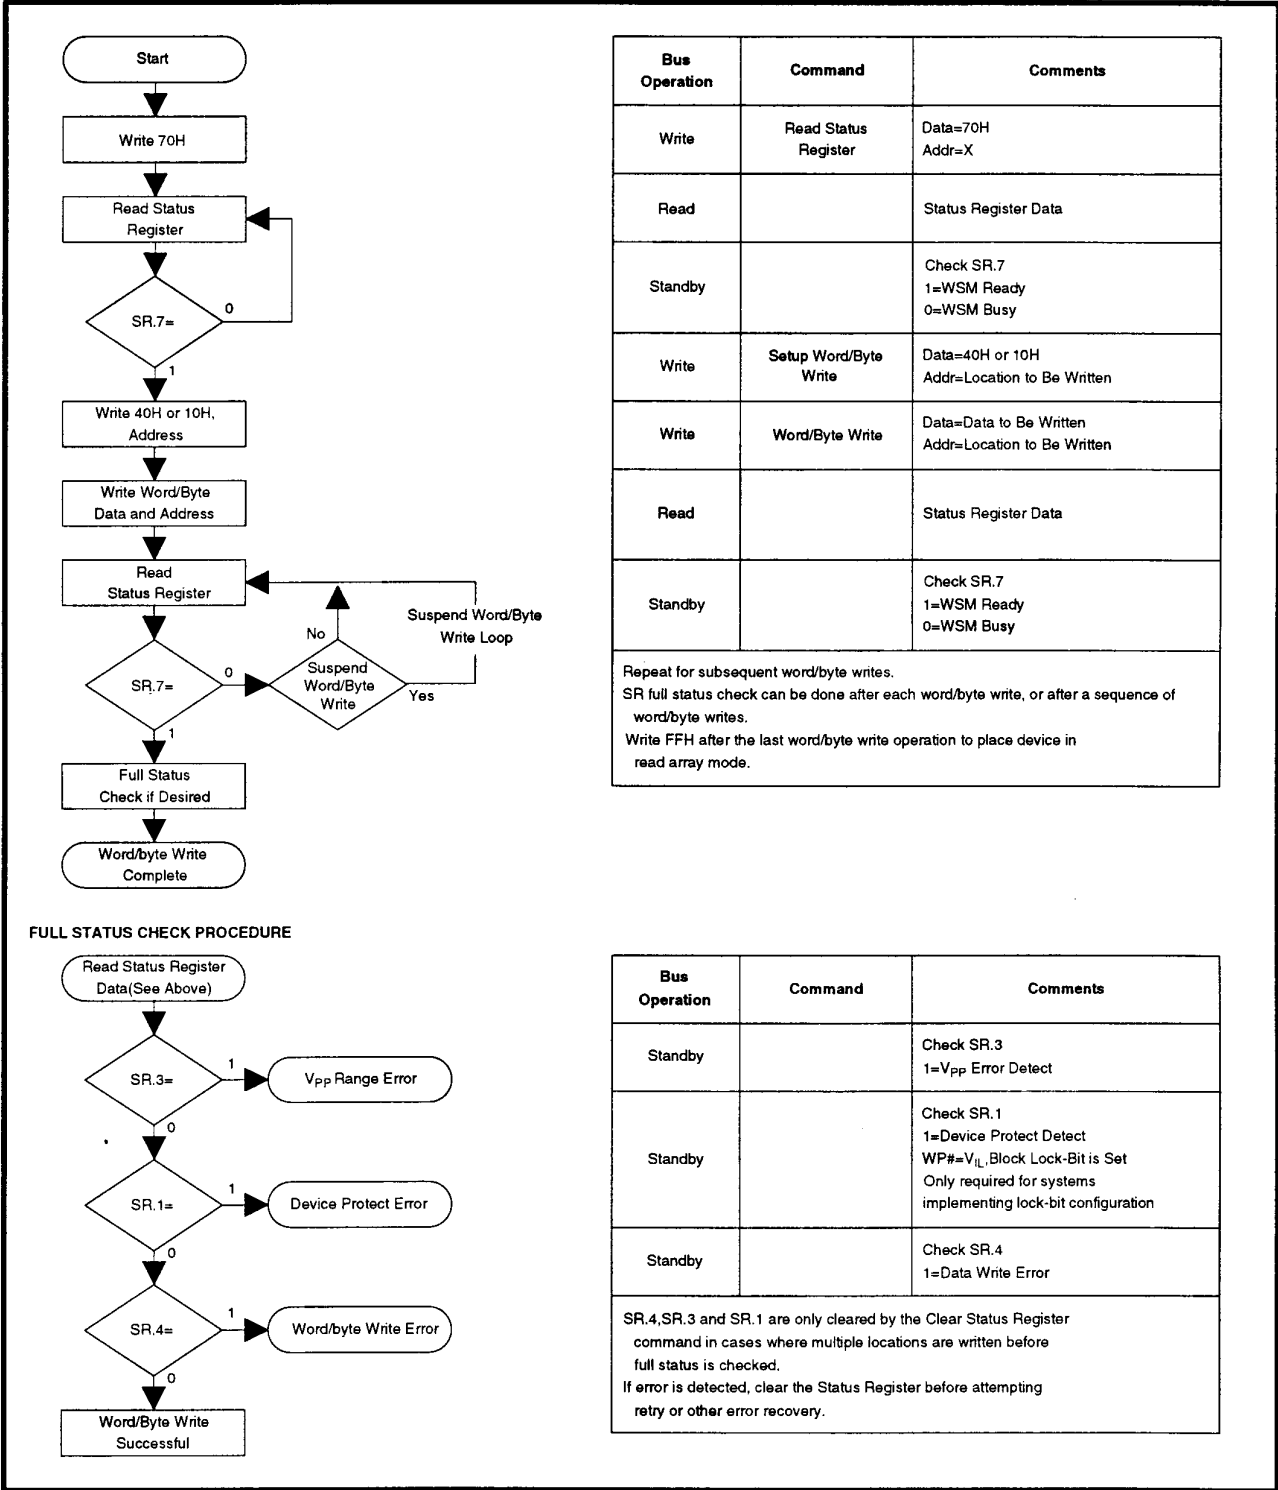 Start
Write 70H
Read Status
Register
SR.7=
0
1
Write 40H or 10H,
Address
Write Word/Byte
Data and Address
Read
Status Register
SR.7=
0
1
Suspend
Word/Byte
Write
No
Yes
Suspend Word/Byte
Write Loop
Full Status
Check if Desired
Word/byte Write
Complete
Bus
Operation
Command
Comments
Write
Read Status
Register
Data=70H
Addr=X
Read
Status Register Data
Standby
Check SR.7
1=WSM Ready
0=WSM Busy
Write
Setup Word/Byte
Write
Data=40H or 10H
Addr=Location to Be Written
Write
Word/Byte Write
Data=Data to Be Written
Addr=Location to Be Written
Read
Status Register Data
Standby
Check SR.7
1=WSM Ready
0=WSM Busy
Repeat for subsequent word/byte writes.
SR full status check can be done after each word/byte write, or after a sequence of
word/byte writes.
Write FFH after the last word/byte write operation to place device in
read array mode.
FULL STATUS CHECK PROCEDURE
Read Status Register
Data(See Above)
SR.3=
1
VPP Range Error
0
SR.1=
1
Device Protect Error
0
SR.4=
1
Word/byte Write Error
0
Word/Byte Write
Successful
Bus
Operation
Command
Comments
Standby
Check SR.3
1=VPP Error Detect
Standby
Check SR.1
1=Device Protect Detect
WP#=VIL,Block Lock-Bit is Set
Only required for systems
implementing lock-bit configuration
Standby
Check SR.4
1=Data Write Error
SR.4,SR.3 and SR.1 are only cleared by the Clear Status Register
command in cases where multiple locations are written before
full status is checked.
If error is detected, clear the Status Register before attempting
retry or other error recovery.